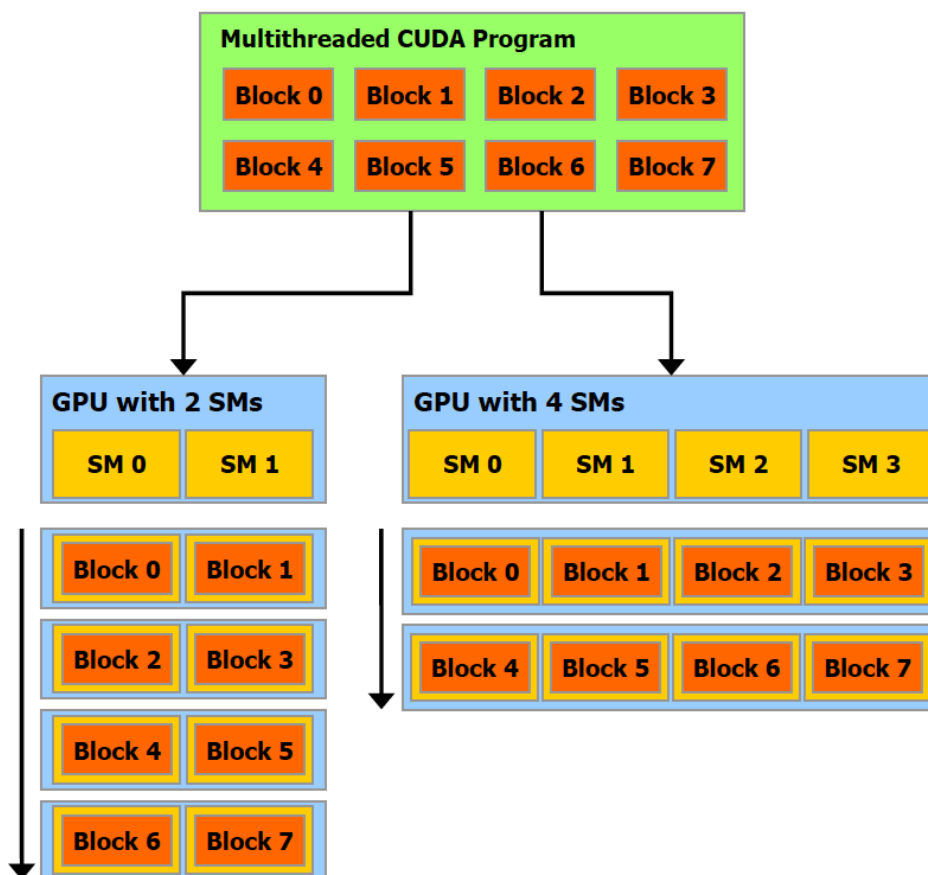 Multithreaded CUDA Program
Block 0 Block 1 Block 2 Block 3
Block 4 Block 5 Block 6 Block 7
GPU with 2 SMs
SM 0 SM 1
Block 0 Block 1
Block 2 Block 3
Block 4 Block 5
Block 6 Block 7
GPU with 4 SMs
SM 0 SM 1 SM 2 SM 3
Block 0 Block 1 Block 2 Block 3
Block 4 Block 5 Block 6 Block 7